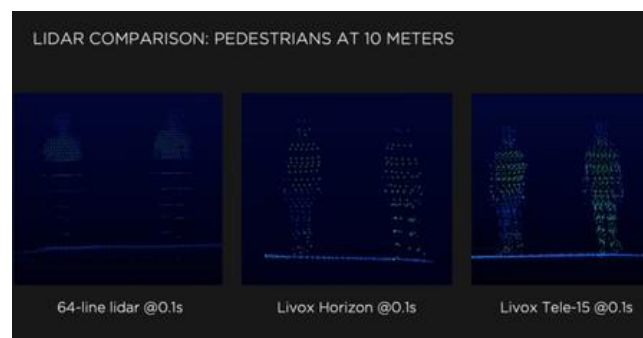 LIDAR COMPARISON: PEDESTRIANS AT 10 METERS
64-line lidar @0.1s
Livox Horizon @0.1s
Livox Tele-15 @0.1s